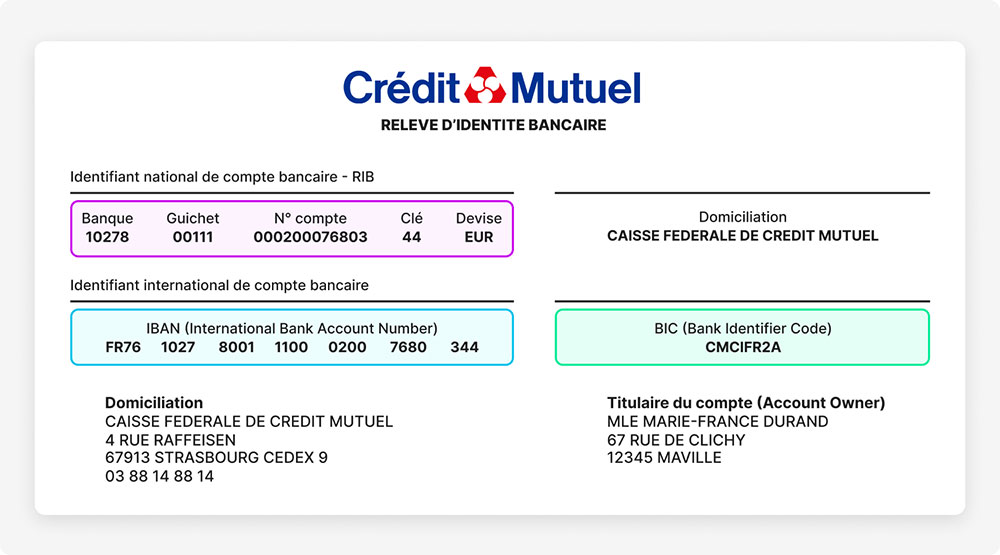 Crédit Mutuel
RELEVE D’IDENTITE BANCAIRE
Identifiant national de compte bancaire - RIB
Banque Guichet N° compte Clé Devise
10278 00111 000200076803 44 EUR
Domiciliation
CAISSE FEDERALE DE CREDIT MUTUEL
Identifiant international de compte bancaire
IBAN (International Bank Account Number)
FR76 1027 8001 1100 0200 7680 344
BIC (Bank Identifier Code)
CMCIFR2A
Domiciliation
CAISSE FEDERALE DE CREDIT MUTUEL
4 RUE RAFFEISEN
67913 STRASBOURG CEDEX 9
03 88 14 88 14
Titulaire du compte (Account Owner)
MLE MARIE-FRANCE DURAND
67 RUE DE CLICHY
12345 MAVILLE